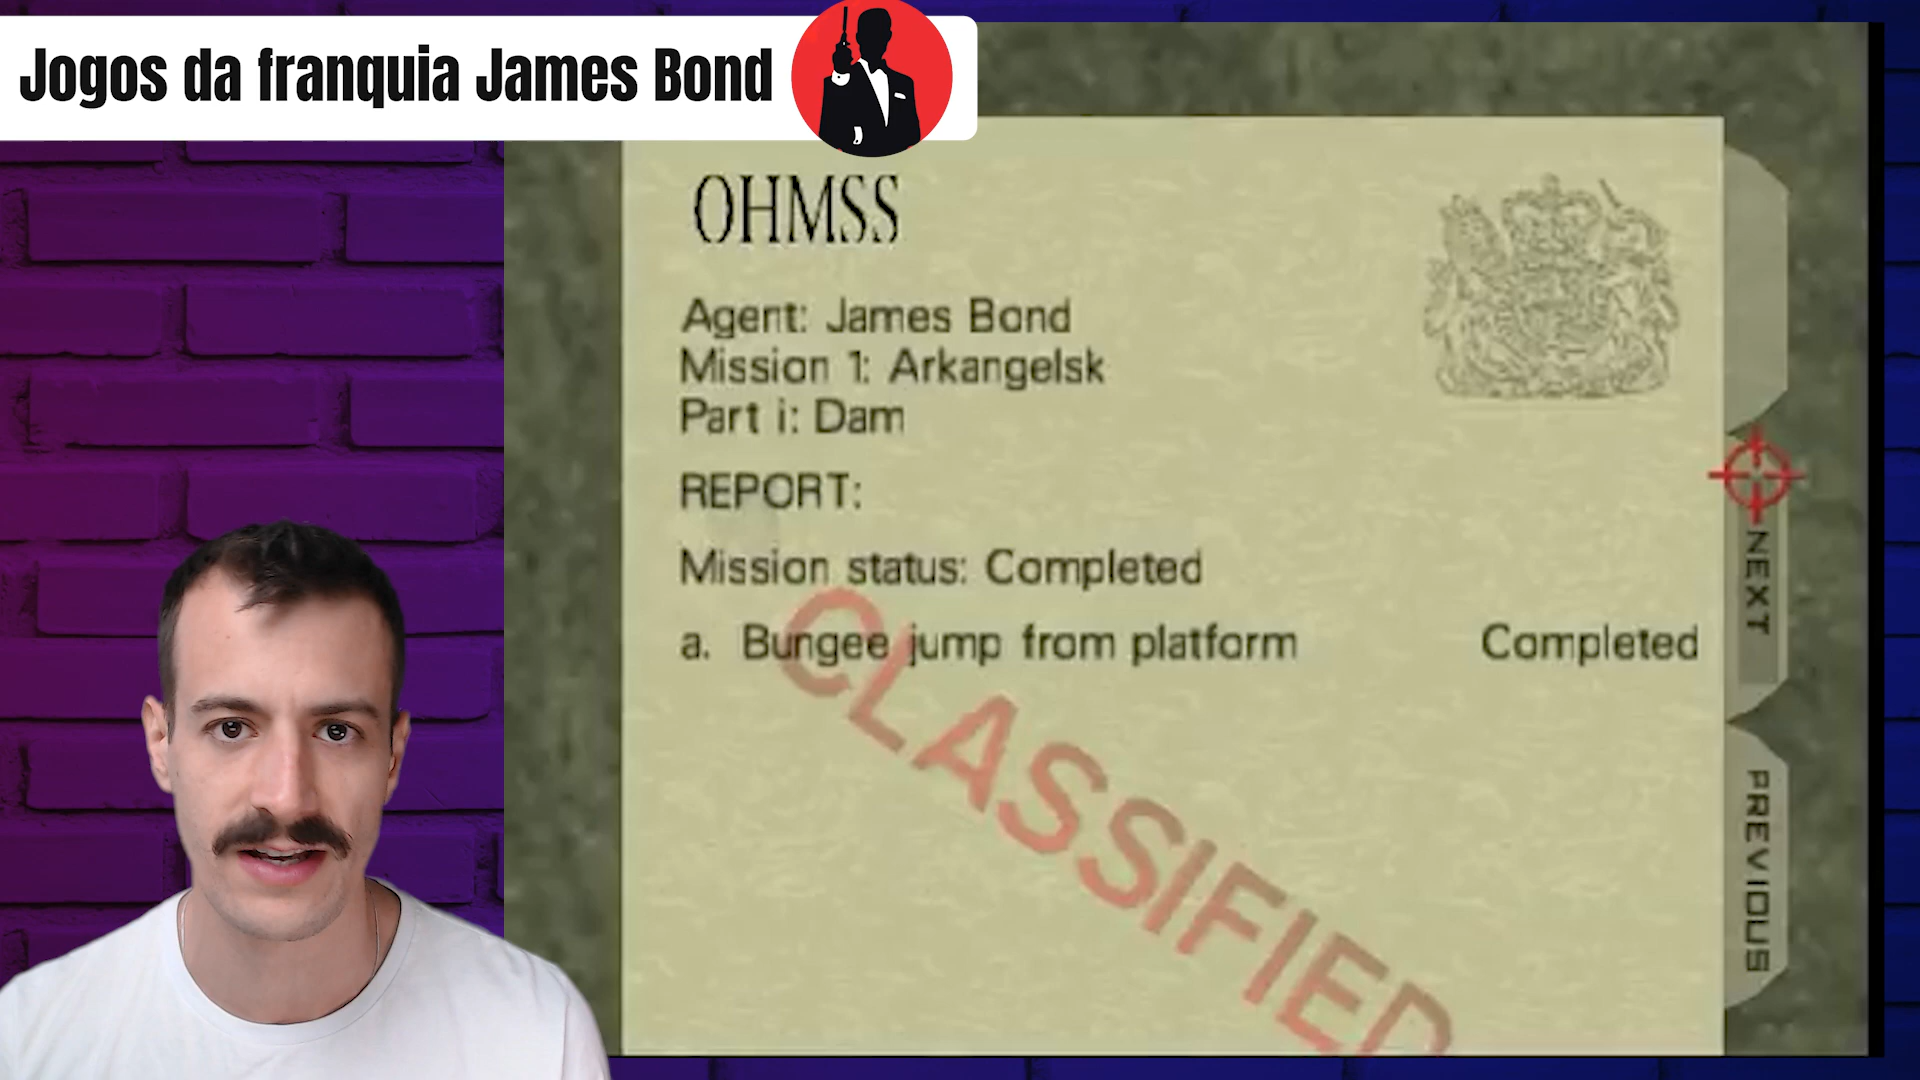 Jogos da franquia James Bond
OHMSS
Agent: James Bond
Mission 1: Arkangelsk
Part i: Dam
REPORT:
Mission status: Completed
a. Bungee jump from platform Completed
CLASSIFIED
NEXT
PREVIOUS